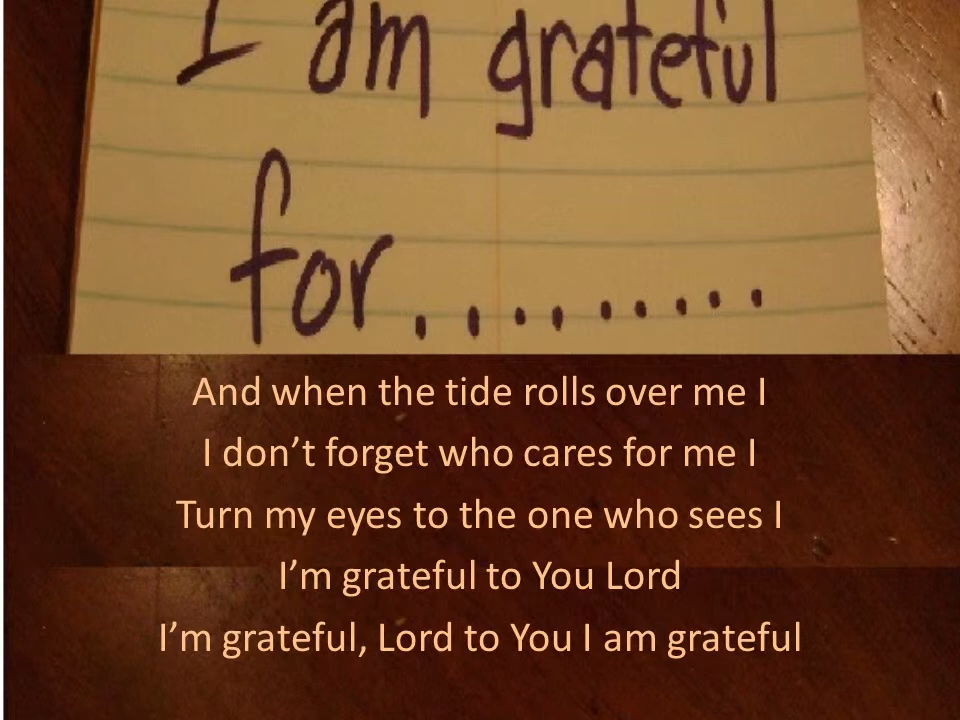 I am grateful
for.........
And when the tide rolls over me I
I don’t forget who cares for me I
Turn my eyes to the one who sees I
I’m grateful to You Lord
I’m grateful, Lord to You I am grateful